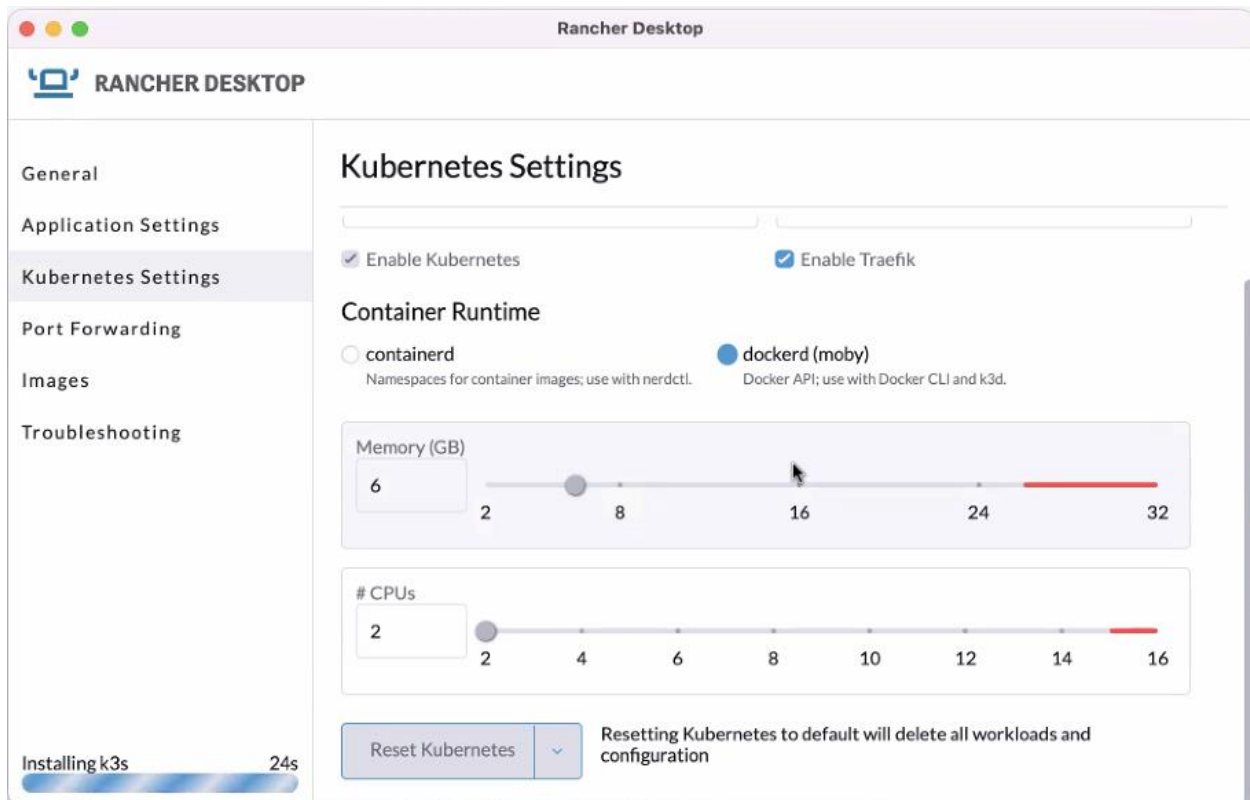 Rancher Desktop
RANCHER DESKTOP
General
Application Settings
Kubernetes Settings
Port Forwarding
Images
Troubleshooting
Installing k3s 24s
Kubernetes Settings
Enable Kubernetes Enable Traefik
Container Runtime
containerd dockerd (moby)
Namespaces for container images; use with nerdctl. Docker API; use with Docker CLI and k3d.
Memory (GB)
6
2 8 16 24 32
# CPUs
2
2 4 6 8 10 12 14 16
Reset Kubernetes
Resetting Kubernetes to default will delete all workloads and
configuration